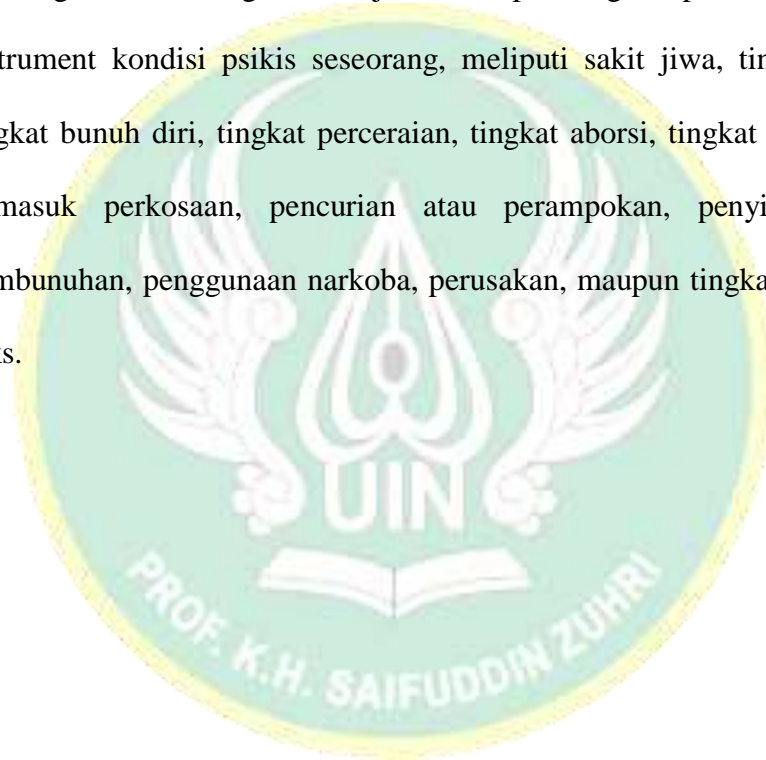 trument kondisi psikis seseorang, meliputi sakit jiwa, tin
gkat bunuh diri, tingkat perceraian, tingkat aborsi, tingkat
masuk perkosaan, pencurian atau perampokan, penyi
mbunuhan, penggunaan narkoba, perusakan, maupun tingka
s.
UIN
PROF. K.H. SAIFUDDIN ZUHRI